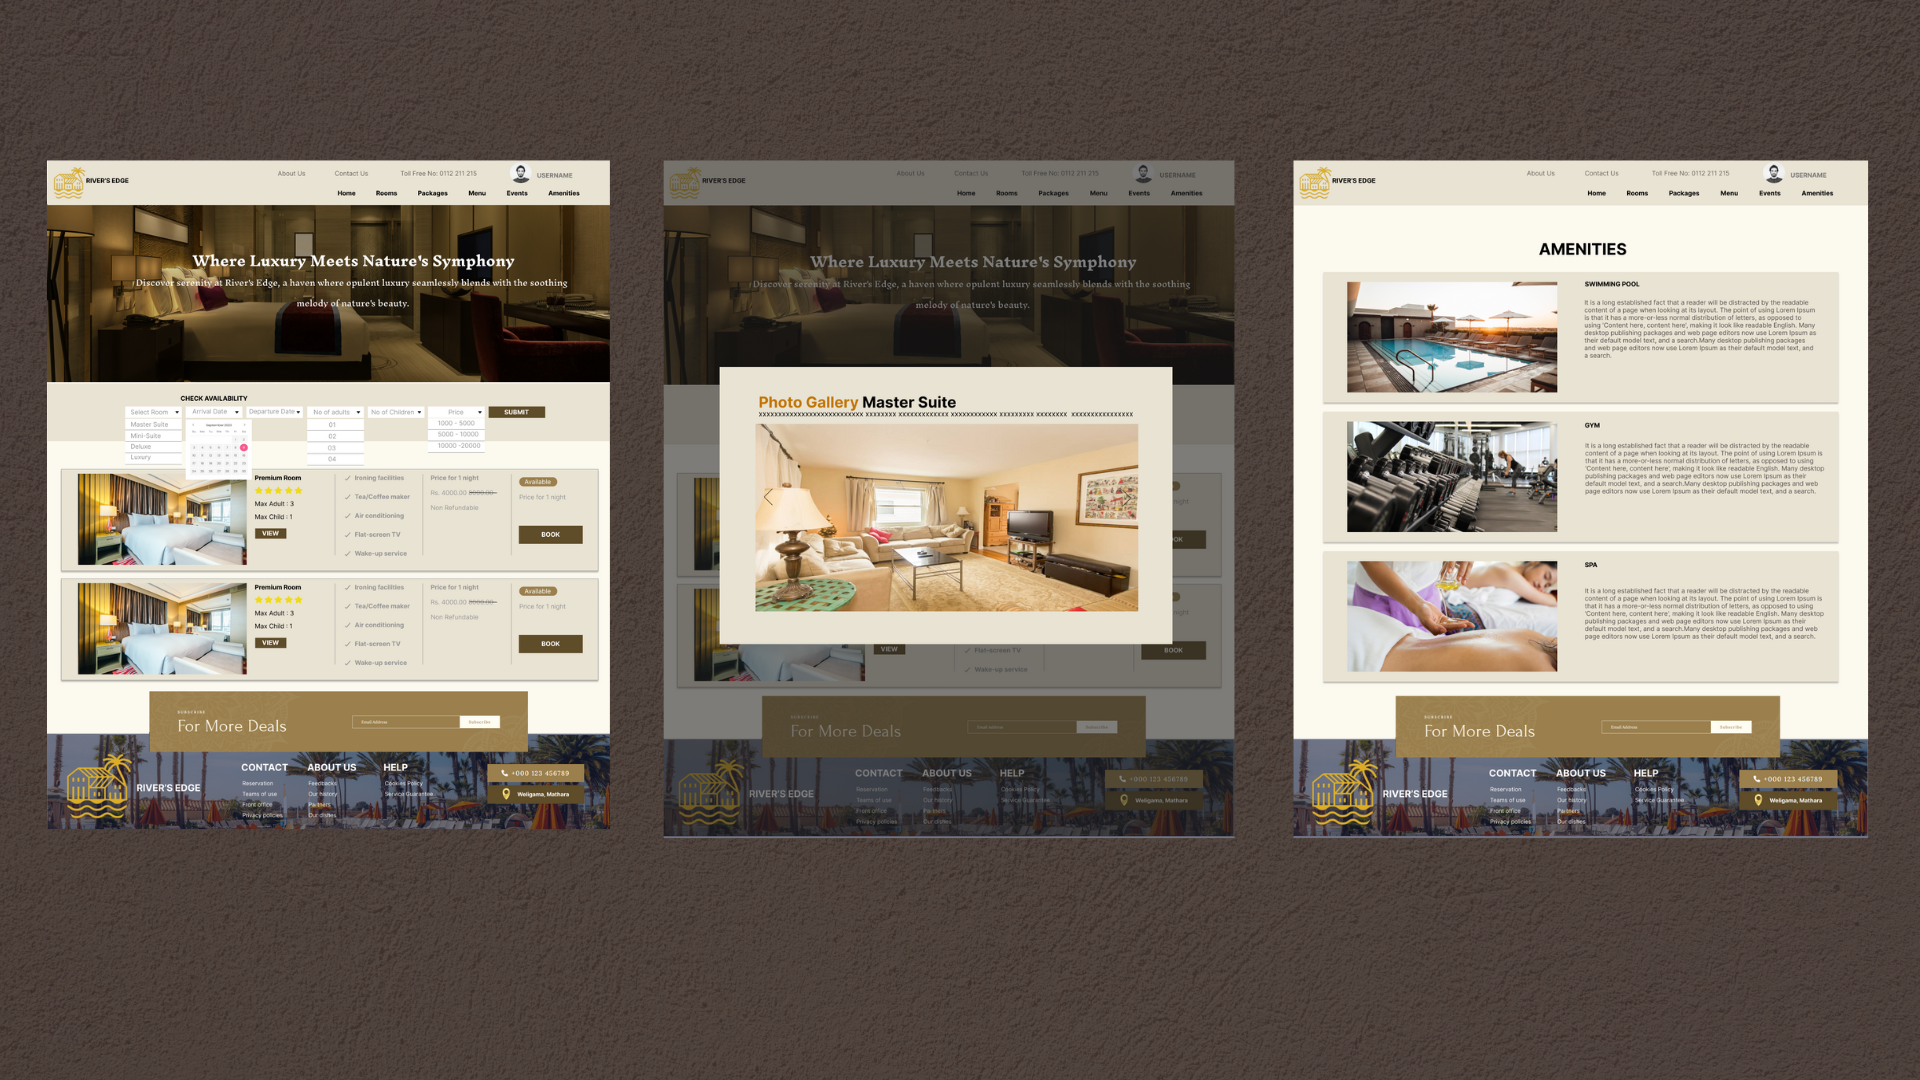 RIVER'S EDGE
About Us
Contact Us
Toll Free No: 0112 211 215
USERNAME
Home
Rooms
Packages
Menu
Events
Amenities
Where Luxury Meets Nature's Symphony
Discover serenity at River's Edge, a haven where opulent luxury seamlessly blends with the soothing
melody of nature's beauty.
CHECK AVAILABILITY
Select Room
Arrival Date
Departure Date
No of adults
No of Children
Price
SUBMIT
Master Suite
Mini-Suite
Deluxe
Luxury
01
02
03
04
1000 - 5000
5000 - 10000
10000 -20000
Premium Room
Max Adult : 3
Max Child : 1
VIEW
Ironing facilities
Tea/Coffee maker
Air conditioning
Flat-screen TV
Wake-up service
Price for 1 night
Rs. 4000.00
Non Refundable
Available
Price for 1 night
BOOK
Premium Room
Max Adult : 3
Max Child : 1
VIEW
Ironing facilities
Tea/Coffee maker
Air conditioning
Flat-screen TV
Wake-up service
Price for 1 night
Rs. 4000.00
Non Refundable
Available
Price for 1 night
BOOK
SUBSCRIBE
For More Deals
Email Address
Subscribe
RIVER'S EDGE
CONTACT
Reservation
Teams of use
Front office
Privacy policies
ABOUT US
Feedbacks
Our history
Partners
Our dishes
HELP
Cookies Policy
Service Guarantee
+000 123 456789
Weligama, Mathara
RIVER'S EDGE
About Us
Contact Us
Toll Free No: 0112 211 215
USERNAME
Home
Rooms
Packages
Menu
Events
Amenities
Where Luxury Meets Nature's Symphony
Discover serenity at River's Edge, a haven where opulent luxury seamlessly blends with the soothing
melody of nature's beauty.
Photo Gallery Master Suite
VIEW
Flat-screen TV
Wake-up service
BOOK
SUBSCRIBE
For More Deals
Email Address
Subscribe
RIVER'S EDGE
CONTACT
Reservation
Teams of use
Front office
Privacy policies
ABOUT US
Feedbacks
Our history
Partners
Our dishes
HELP
Cookies Policy
Service Guarantee
+000 123 456789
Weligama, Mathara
RIVER'S EDGE
About Us
Contact Us
Toll Free No: 0112 211 215
USERNAME
Home
Rooms
Packages
Menu
Events
Amenities
AMENITIES
SWIMMING POOL
It is a long established fact that a reader will be distracted by the readable
content of a page when looking at its layout. The point of using Lorem Ipsum
is that it has a more-or-less normal distribution of letters, as opposed to
using 'Content here, content here', making it look like readable English. Many
desktop publishing packages and web page editors now use Lorem Ipsum as
their default model text, and a search.Many desktop publishing packages
and web page editors now use Lorem Ipsum as their default model text, and
a search.
GYM
It is a long established fact that a reader will be distracted by the readable
content of a page when looking at its layout. The point of using Lorem Ipsum is
that it has a more-or-less normal distribution of letters, as opposed to using
'Content here, content here', making it look like readable English. Many desktop
publishing packages and web page editors now use Lorem Ipsum as their
default model text, and a search.Many desktop publishing packages and web
page editors now use Lorem Ipsum as their default model text, and a search.
SPA
It is a long established fact that a reader will be distracted by the readable
content of a page when looking at its layout. The point of using Lorem Ipsum is
that it has a more-or-less normal distribution of letters, as opposed to using
'Content here, content here', making it look like readable English. Many desktop
publishing packages and web page editors now use Lorem Ipsum as their
default model text, and a search.Many desktop publishing packages and web
page editors now use Lorem Ipsum as their default model text, and a search.
SUBSCRIBE
For More Deals
Email Address
Subscribe
RIVER'S EDGE
CONTACT
Reservation
Teams of use
Front office
Privacy policies
ABOUT US
Feedbacks
Our history
Partners
Our dishes
HELP
Cookies Policy
Service Guarantee
+000 123 456789
Weligama, Mathara